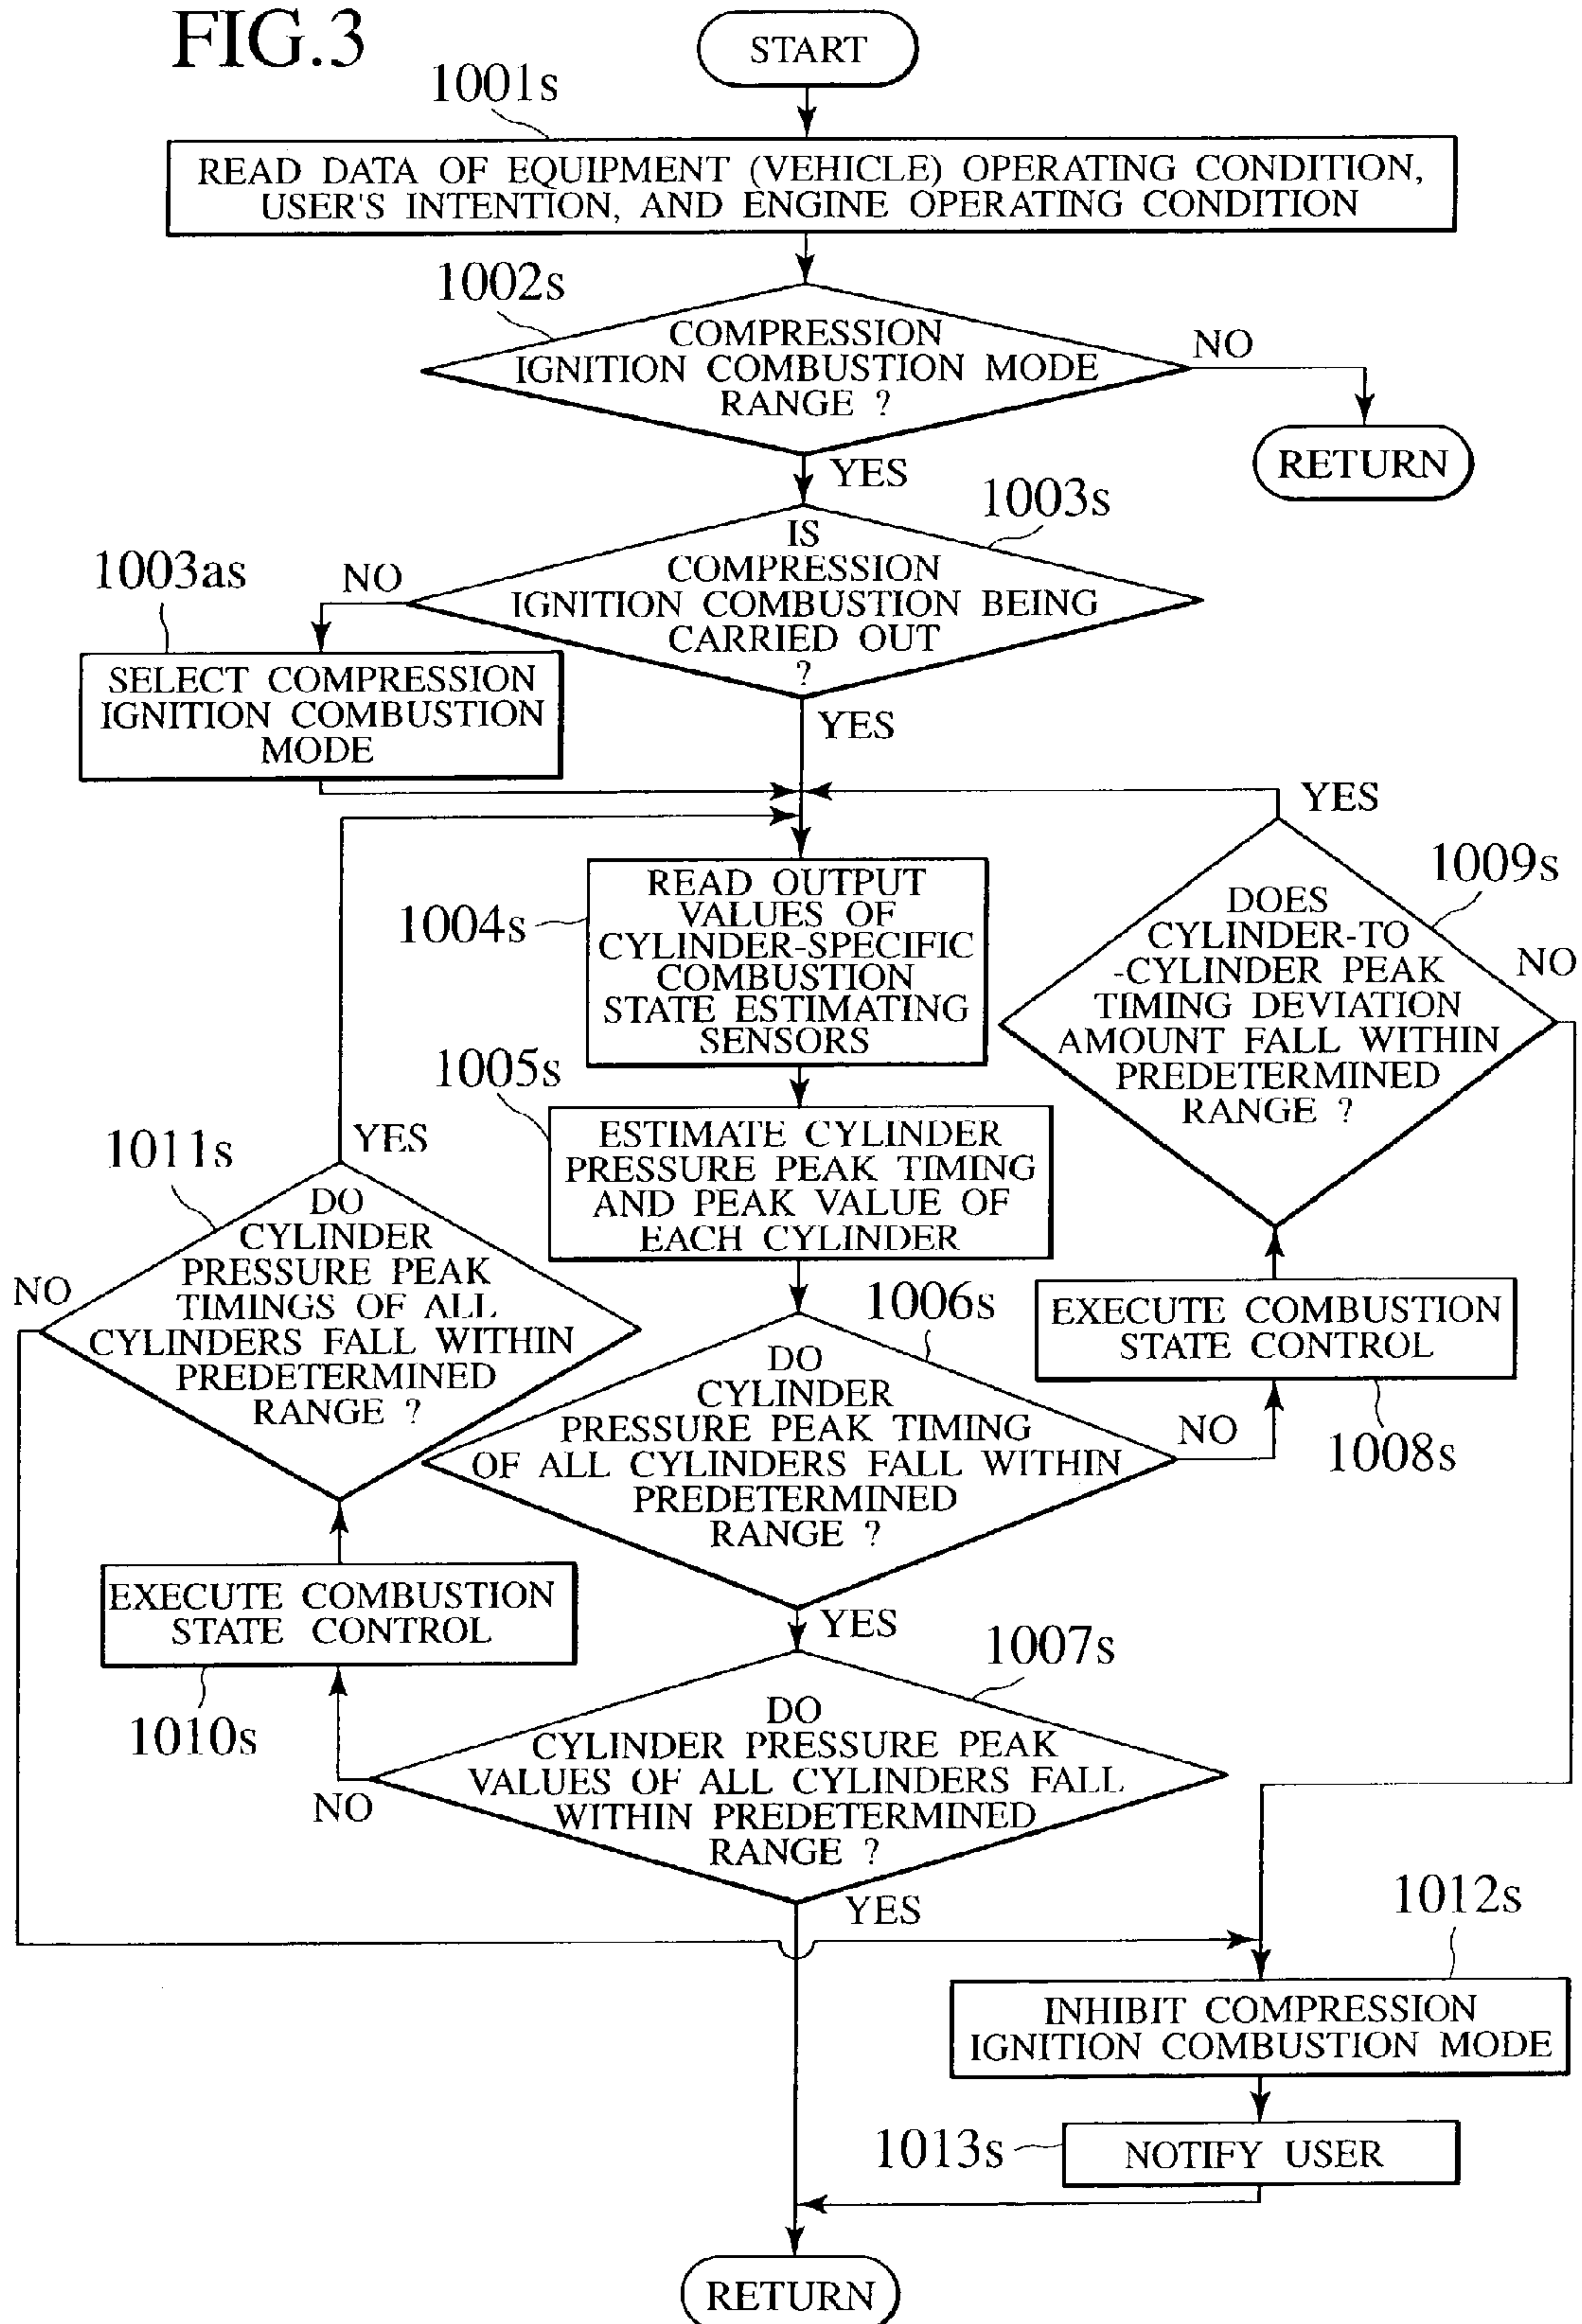 FIG.3
START
1001s
READ DATA OF EQUIPMENT (VEHICLE) OPERATING CONDITION,
USER'S INTENTION, AND ENGINE OPERATING CONDITION
1002s
COMPRESSION
IGNITION COMBUSTION MODE
RANGE ?
NO
RETURN
YES
1003s
IS
COMPRESSION
IGNITION COMBUSTION BEING
CARRIED OUT
?
NO
1003as
SELECT COMPRESSION
IGNITION COMBUSTION
MODE
YES
YES
1004s
READ OUTPUT
VALUES OF
CYLINDER-SPECIFIC
COMBUSTION
STATE ESTIMATING
SENSORS
1009s
DOES
CYLINDER-TO
-CYLINDER PEAK
TIMING DEVIATION
AMOUNT FALL WITHIN
PREDETERMINED
RANGE ?
NO
1005s
ESTIMATE CYLINDER
PRESSURE PEAK TIMING
AND PEAK VALUE OF
EACH CYLINDER
1011s
YES
DO
CYLINDER
PRESSURE PEAK
TIMINGS OF ALL
CYLINDERS FALL WITHIN
PREDETERMINED
RANGE ?
NO
1006s
DO
CYLINDER
PRESSURE PEAK TIMING
OF ALL CYLINDERS FALL WITHIN
PREDETERMINED
RANGE ?
NO
EXECUTE COMBUSTION
STATE CONTROL
1008s
EXECUTE COMBUSTION
STATE CONTROL
1010s
YES
1007s
DO
CYLINDER PRESSURE PEAK
VALUES OF ALL CYLINDERS FALL
WITHIN PREDETERMINED
RANGE ?
NO
YES
1012s
INHIBIT COMPRESSION
IGNITION COMBUSTION MODE
1013s
NOTIFY USER
RETURN